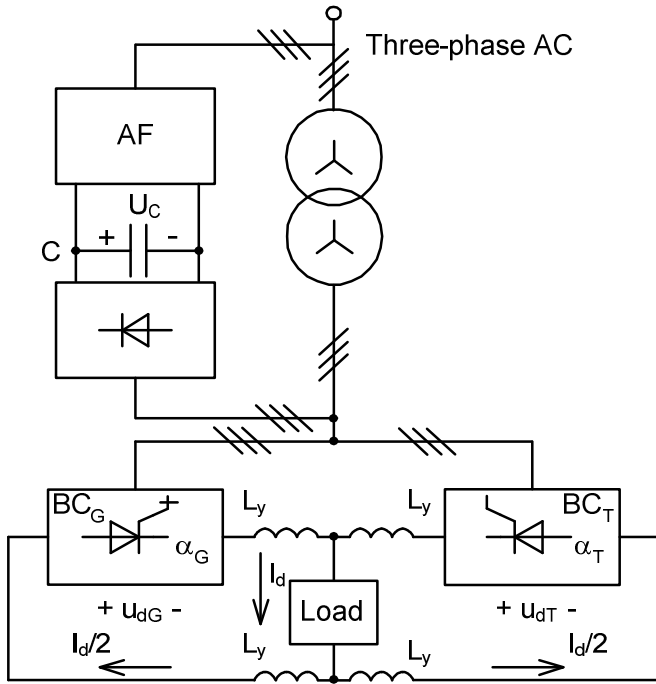 Three-phase AC
AF
U_C
C + -
BC_G α_G
L_y L_y
BC_T α_T
+ u_dG -
I_d
Load
+ u_dT -
I_d/2
L_y L_y
I_d/2